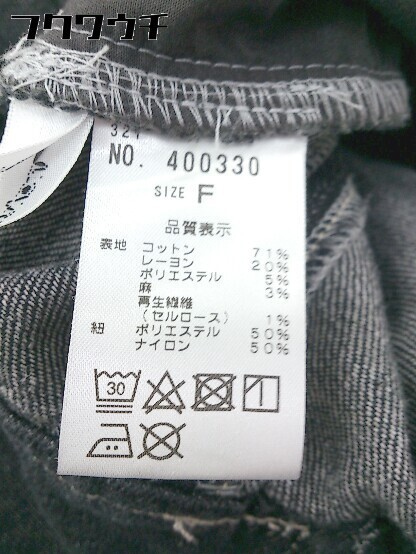 フクワウチ
NO. 400330
SIZE F
品質表示
表地 コットン 71%
レーヨン 20%
ポリエステル 5%
麻 3%
再生繊維
(セルロース) 1%
紐 ポリエステル 50%
ナイロン 50%
30